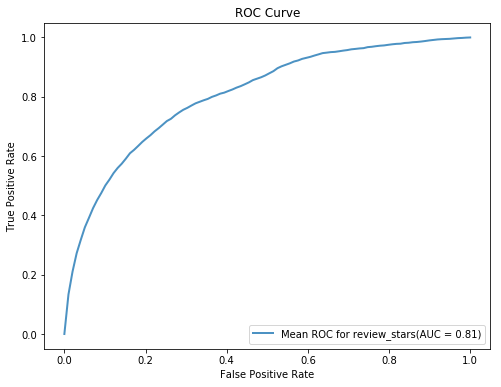 ROC Curve
True Positive Rate
1.0
0.8
0.6
0.4
0.2
0.0
Mean ROC for review_stars(AUC = 0.81)
0.0 0.2 0.4 0.6 0.8 1.0
False Positive Rate